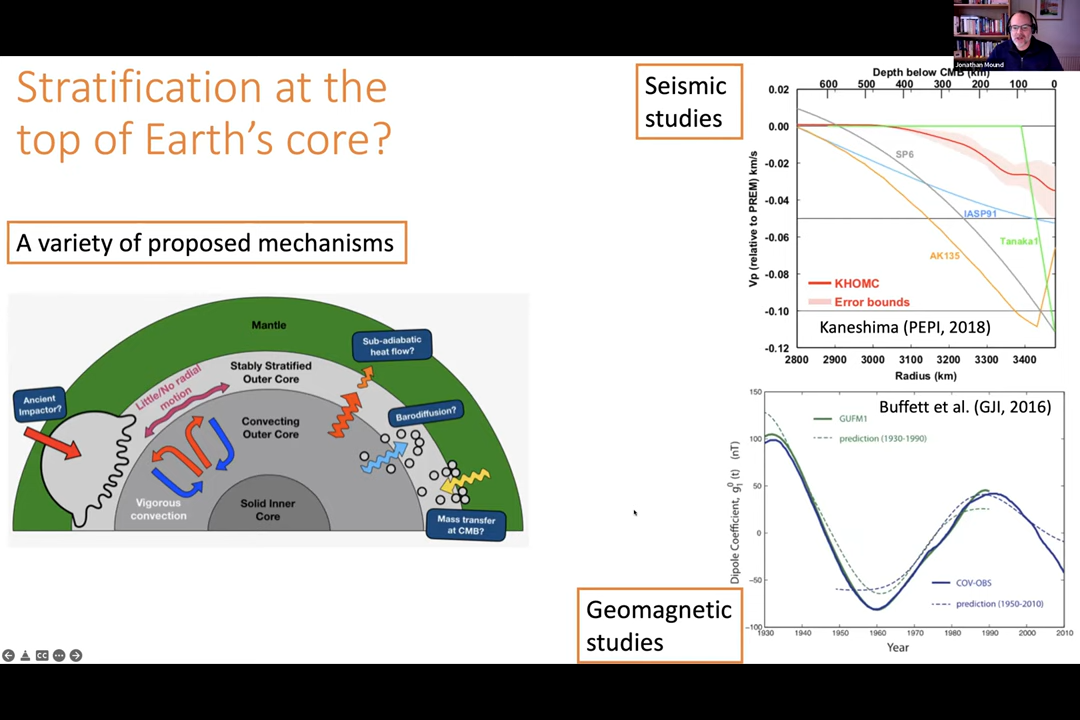 Jonathan Mound
Stratification at the
top of Earth's core?
A variety of proposed mechanisms
Mantle
Sub-adiabatic
heat flow?
Stably Stratified
Outer Core
Little/No radial
motion
Ancient
Impactor?
Barodiffusion?
Convecting
Outer Core
Vigorous
convection
Solid Inner
Core
Mass transfer
at CMB?
Seismic
studies
Depth below CMB (km)
600 500 400 300 200 100 0
0.02
0.00
-0.02
-0.04
-0.06
-0.08
-0.10
-0.12
Vp (relative to PREM) km/s
SP6
IASP91
Tanaka1
AK135
KHOMC
Error bounds
Kaneshima (PEPI, 2018)
2800 2900 3000 3100 3200 3300 3400
Radius (km)
Geomagnetic
studies
Buffett et al. (GJI, 2016)
150
100
50
0
−50
−100
Dipole Coefficient, g₁⁰ (t) (nT)
GUFM1
prediction (1930-1990)
COV-OBS
prediction (1950-2010)
1930 1940 1950 1960 1970 1980 1990 2000 2010
Year
CC